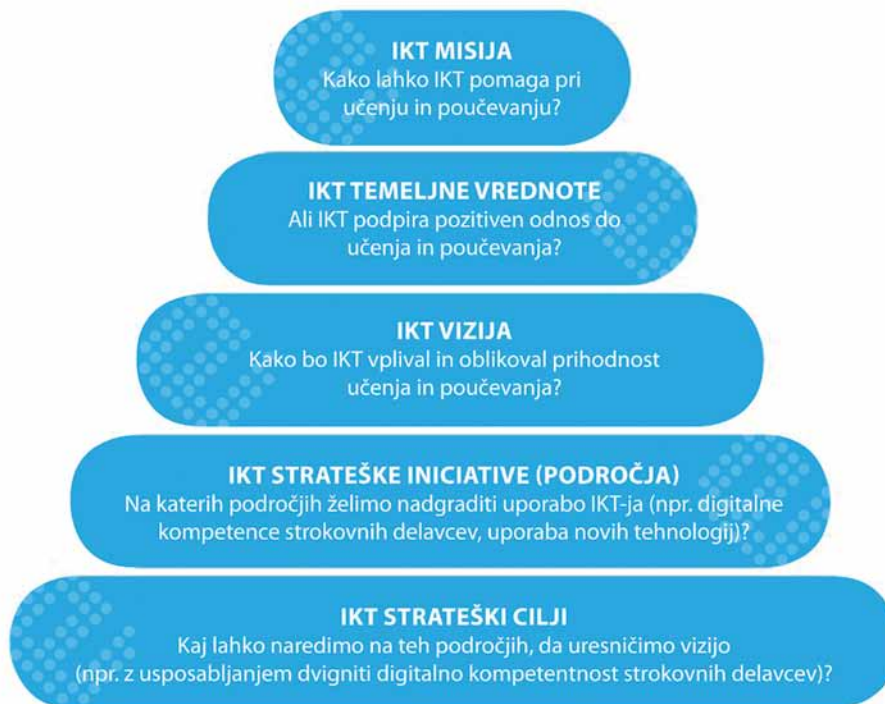 IKT MISIJA
Kako lahko IKT pomaga pri
učenju in poučevanju?
IKT TEMELJNE VREDNOTE
Ali IKT podpira pozitiven odnos do
učenja in poučevanja?
IKT VIZIJA
Kako bo IKT vplival in oblikoval prihodnost
učenja in poučevanja?
IKT STRATEŠKE INICIATIVE (PODROČJA)
Na katerih področjih želimo nadgraditi uporabo IKT-ja (npr. digitalne
kompetence strokovnih delavcev, uporaba novih tehnologij)?
IKT STRATEŠKI CILJI
Kaj lahko naredimo na teh področjih, da uresničimo vizijo
(npr. z usposabljanjem dvigniti digitalno kompetentnost strokovnih delavcev)?